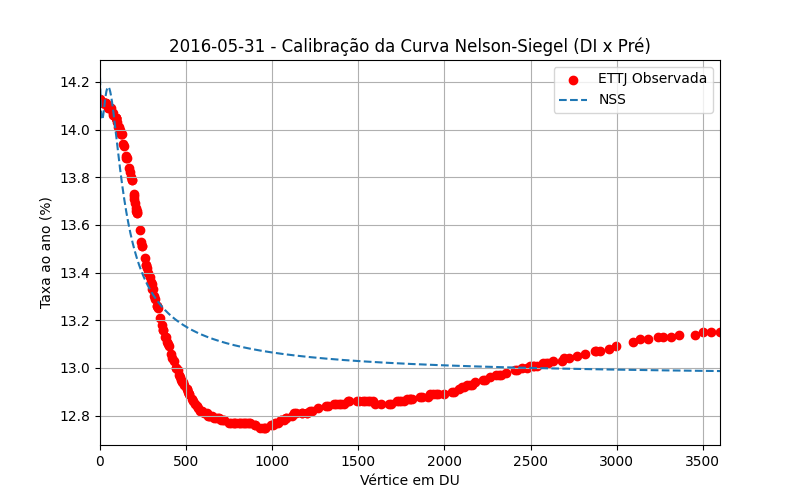 2016-05-31 - Calibração da Curva Nelson-Siegel (DI x Pré)
ETTJ Observada
NSS
Taxa ao ano (%)
14.2
14.0
13.8
13.6
13.4
13.2
13.0
12.8
0 500 1000 1500 2000 2500 3000 3500
Vértice em DU